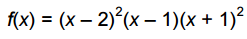 f(x) = (x – 2)²(x – 1)(x + 1)²